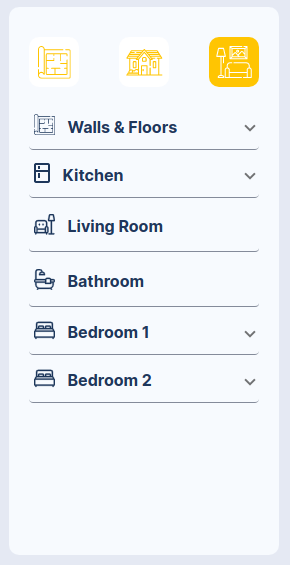 Walls & Floors
Kitchen
Living Room
Bathroom
Bedroom 1
Bedroom 2